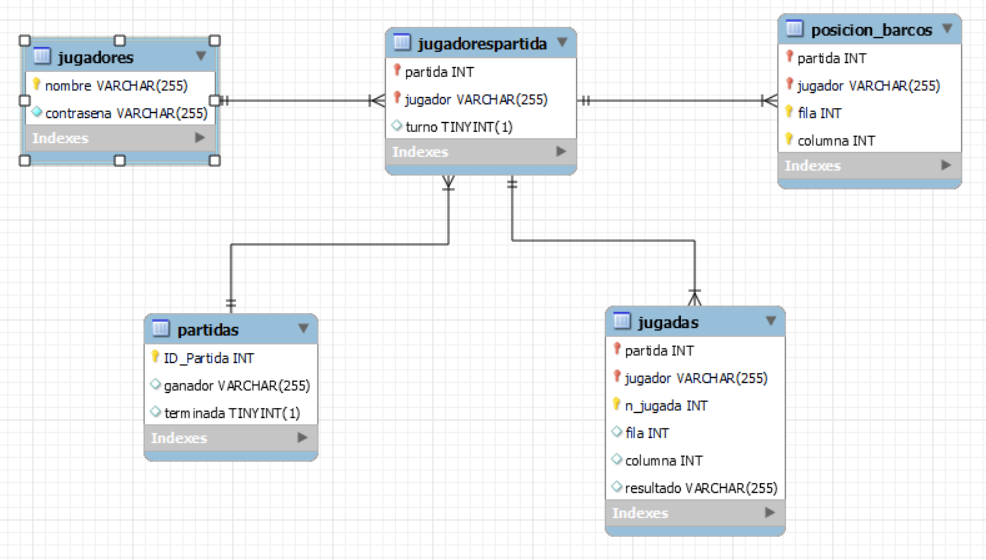 jugadores
nombre VARCHAR(255)
contrasena VARCHAR(255)
Indexes
jugadorespartida
partida INT
jugador VARCHAR(255)
turno TINYINT(1)
Indexes
posicion_barcos
partida INT
jugador VARCHAR(255)
fila INT
columna INT
Indexes
partidas
ID_Partida INT
ganador VARCHAR(255)
terminada TINYINT(1)
Indexes
jugadas
partida INT
jugador VARCHAR(255)
n_jugada INT
fila INT
columna INT
resultado VARCHAR(255)
Indexes